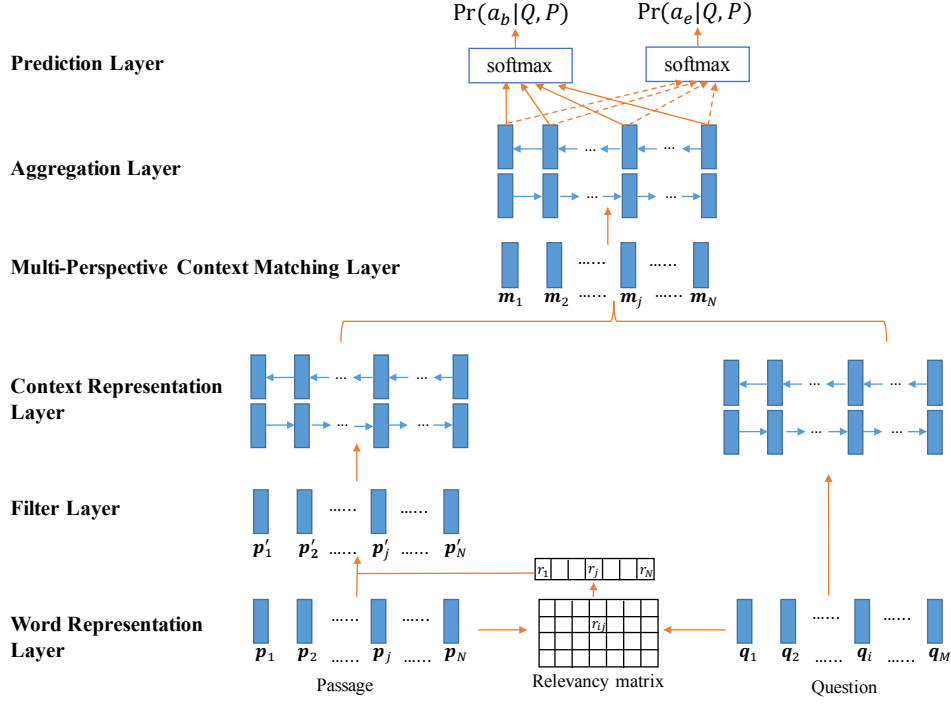 Pr(a_b|Q, P) Pr(a_e|Q, P)
Prediction Layer
softmax softmax
Aggregation Layer
... ...
... ...
Multi-Perspective Context Matching Layer
...... ......
m_1 m_2 ...... m_j ...... m_N
Context Representation
Layer
... ... ... ...
... ... ... ...
Filter Layer
...... ......
p'_1 p'_2 ...... p'_j ...... p'_N
r_1 r_j r_N
Word Representation
Layer
...... ...... r_ij ...... ......
p_1 p_2 ...... p_j ...... p_N q_1 q_2 ...... q_i ...... q_M
Passage Relevancy matrix Question